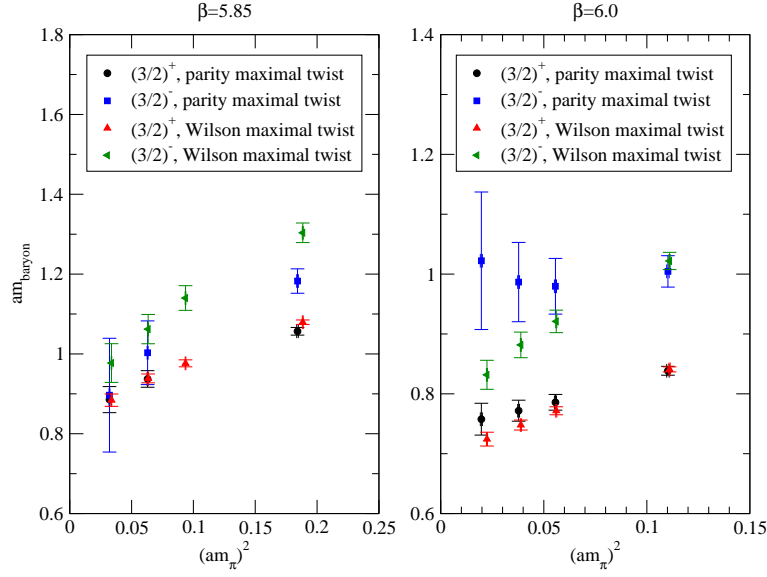 β=5.85
β=6.0
1.8
1.6
1.4
1.2
1
0.8
0.6
am_baryon
(3/2)^+, parity maximal twist
(3/2)^-, parity maximal twist
(3/2)^+, Wilson maximal twist
(3/2)^-, Wilson maximal twist
0
0.05
0.1
0.15
0.2
0.25
(am_π)^2
1.4
1.2
1
0.8
0.6
(3/2)^+, parity maximal twist
(3/2)^-, parity maximal twist
(3/2)^+, Wilson maximal twist
(3/2)^-, Wilson maximal twist
0
0.05
0.1
0.15
(am_π)^2